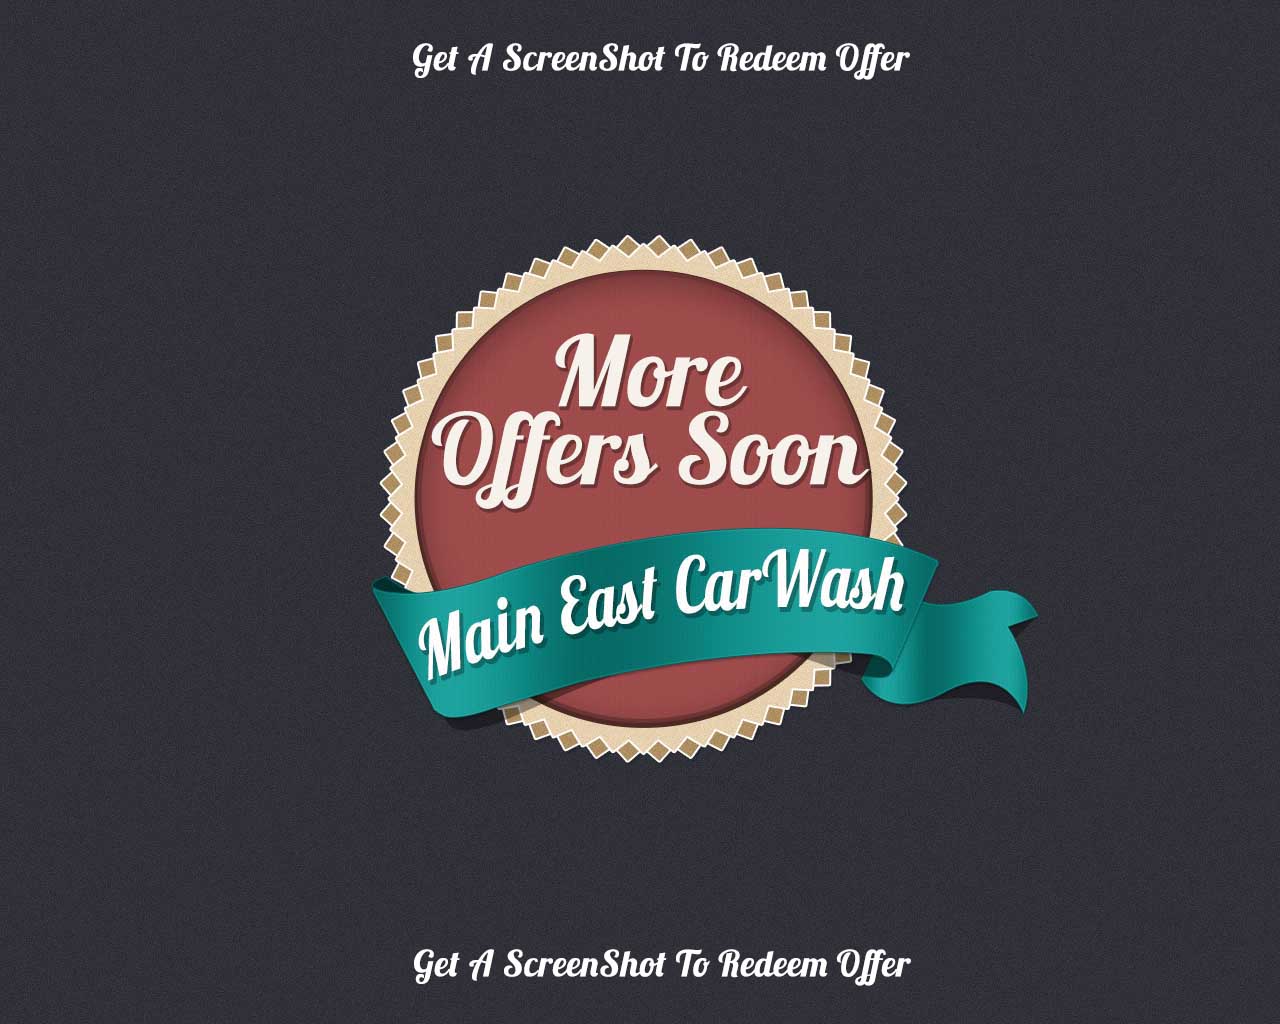 Get A ScreenShot To Redeem Offer
More
Offers Soon
Main East CarWash
Get A ScreenShot To Redeem Offer